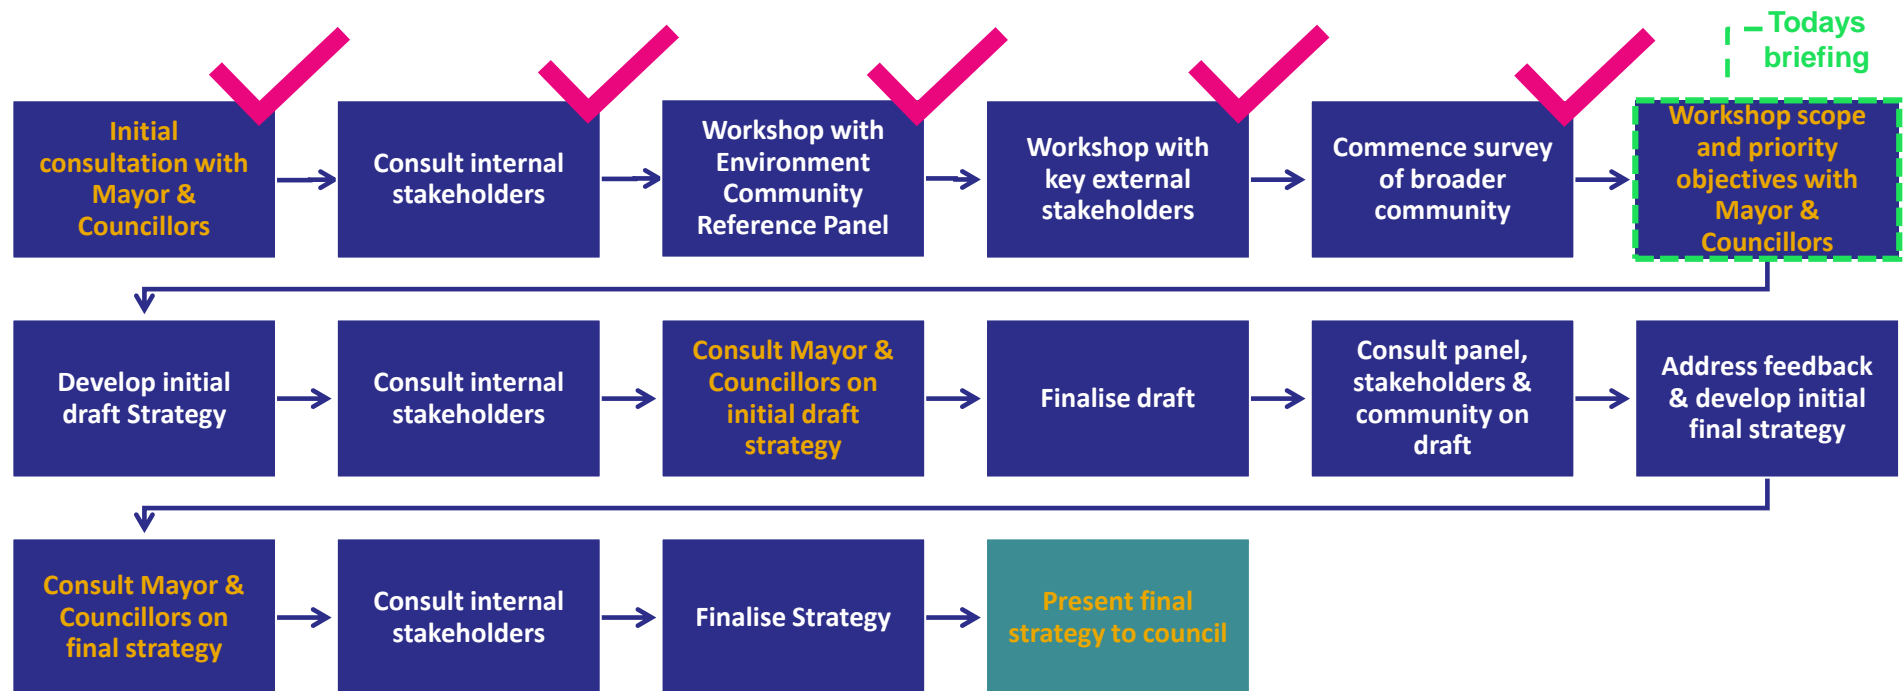 Todays
briefing
Initial
consultation with
Mayor &
Councillors
Consult internal
stakeholders
Workshop with
Environment
Community
Reference Panel
Workshop with
key external
stakeholders
Commence survey
of broader
community
Workshop scope
and priority
objectives with
Mayor &
Councillors
Develop initial
draft Strategy
Consult internal
stakeholders
Consult Mayor &
Councillors on
initial draft
strategy
Finalise draft
Consult panel,
stakeholders &
community on
draft
Address feedback
& develop initial
final strategy
Consult Mayor &
Councillors on
final strategy
Consult internal
stakeholders
Finalise Strategy
Present final
strategy to council